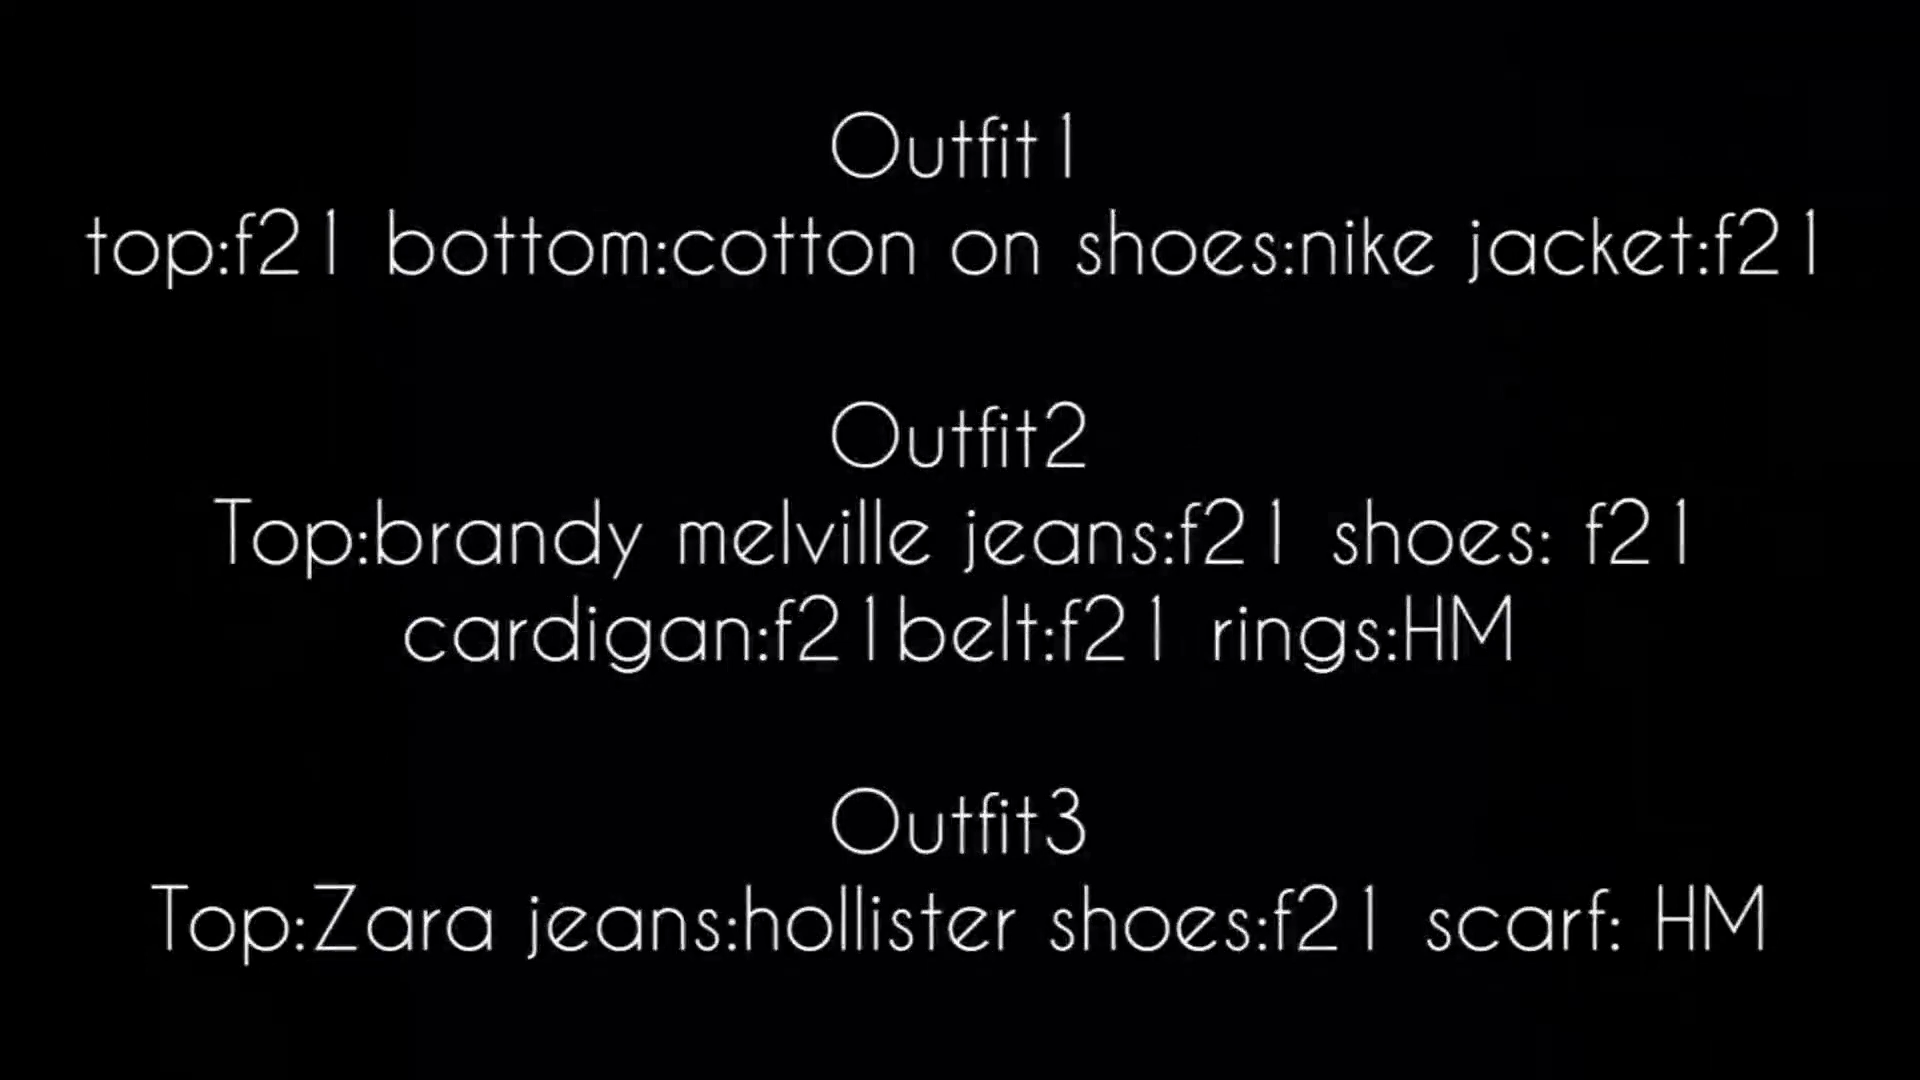 Outfit1
top:f21 bottom:cotton on shoes:nike jacket:f21
Outfit2
Top:brandy melville jeans:f21 shoes: f21
cardigan:f21belt:f21 rings:HM
Outfit3
Top:Zara jeans:hollister shoes:f21 scarf: HM